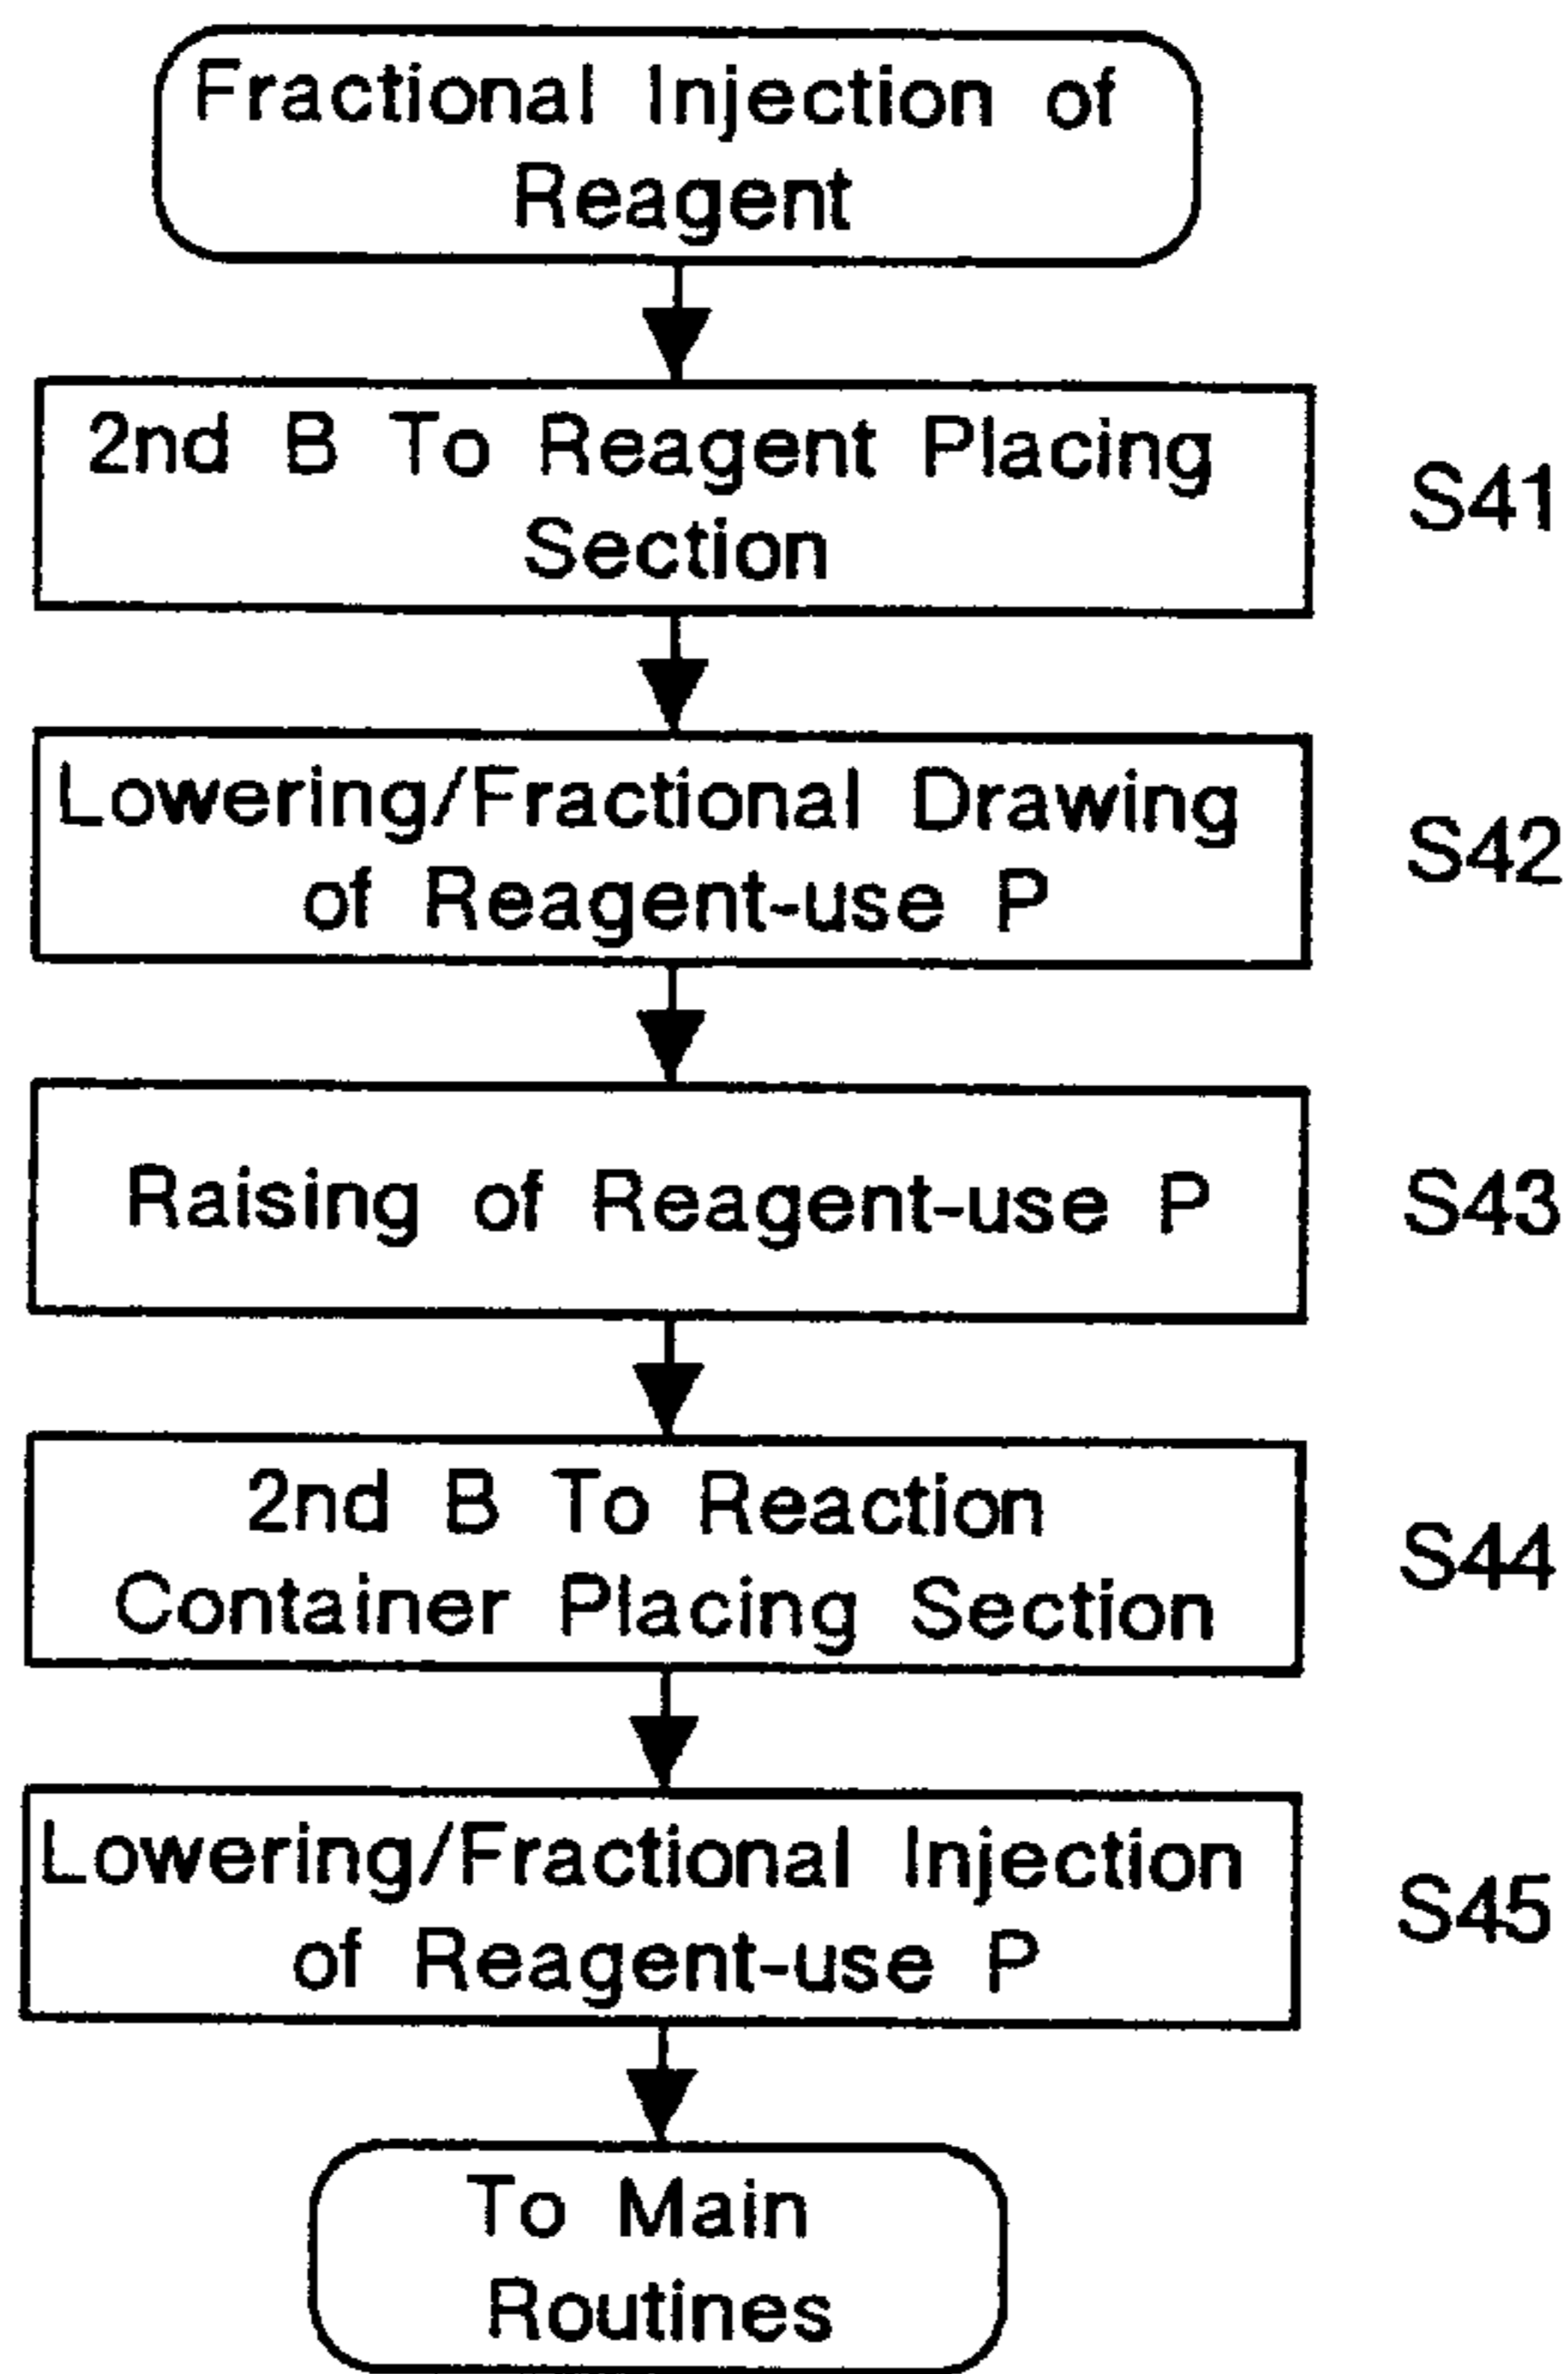 Fractional Injection of
Reagent
2nd B To Reagent Placing
Section
S41
Lowering/Fractional Drawing
of Reagent-use P
S42
Raising of Reagent-use P
S43
2nd B To Reaction
Container Placing Section
S44
Lowering/Fractional Injection
of Reagent-use P
S45
To Main
Routines